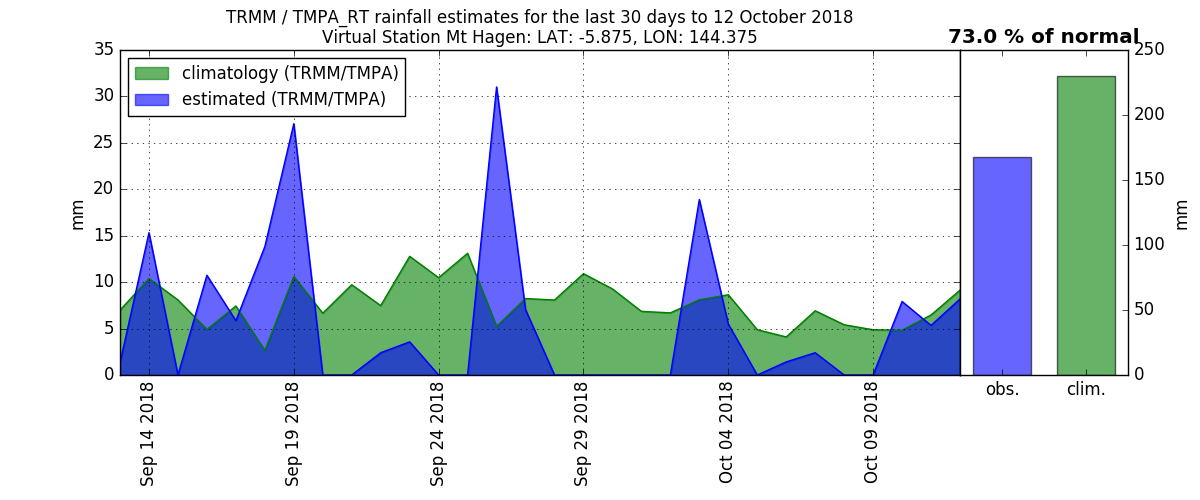 TRMM / TMPA_RT rainfall estimates for the last 30 days to 12 October 2018
Virtual Station Mt Hagen: LAT: -5.875, LON: 144.375
73.0 % of normal
climatology (TRMM/TMPA)
estimated (TRMM/TMPA)
35
30
25
20
15
10
5
0
mm
Sep 14 2018
Sep 19 2018
Sep 24 2018
Sep 29 2018
Oct 04 2018
Oct 09 2018
250
200
150
100
50
0
mm
obs.
clim.